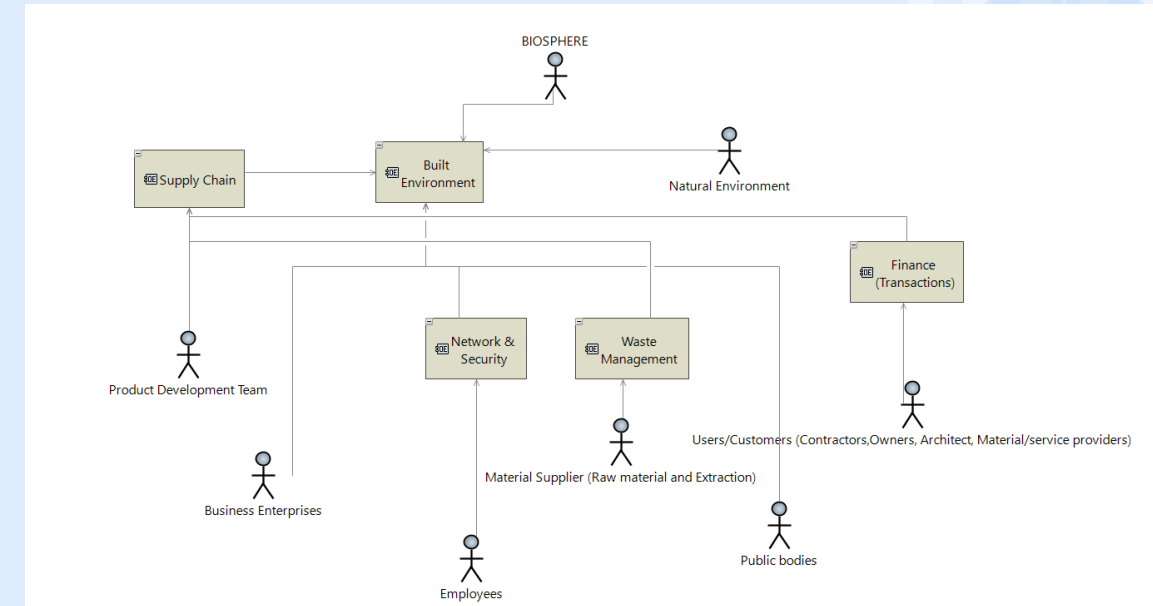 BIOSPHERE
Built
Environment
Supply Chain
Natural Environment
Finance
(Transactions)
Network &
Security
Waste
Management
Product Development Team
Users/Customers (Contractors,Owners, Architect, Material/service providers)
Material Supplier (Raw material and Extraction)
Business Enterprises
Public bodies
Employees